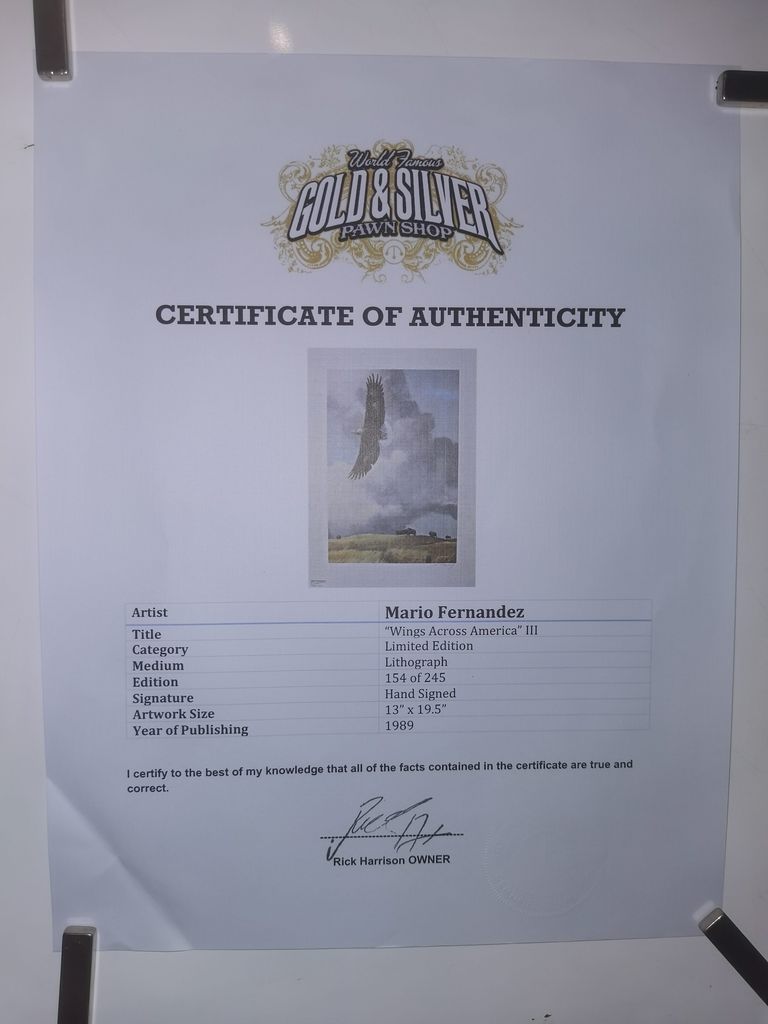 World Famous
GOLD & SILVER
PAWN SHOP
CERTIFICATE OF AUTHENTICITY
Artist Mario Fernandez
Title "Wings Across America" III
Category Limited Edition
Medium Lithograph
Edition 154 of 245
Signature Hand Signed
Artwork Size 13" x 19.5"
Year of Publishing 1989
I certify to the best of my knowledge that all of the facts contained in the certificate are true and
correct.
Rick Harrison OWNER